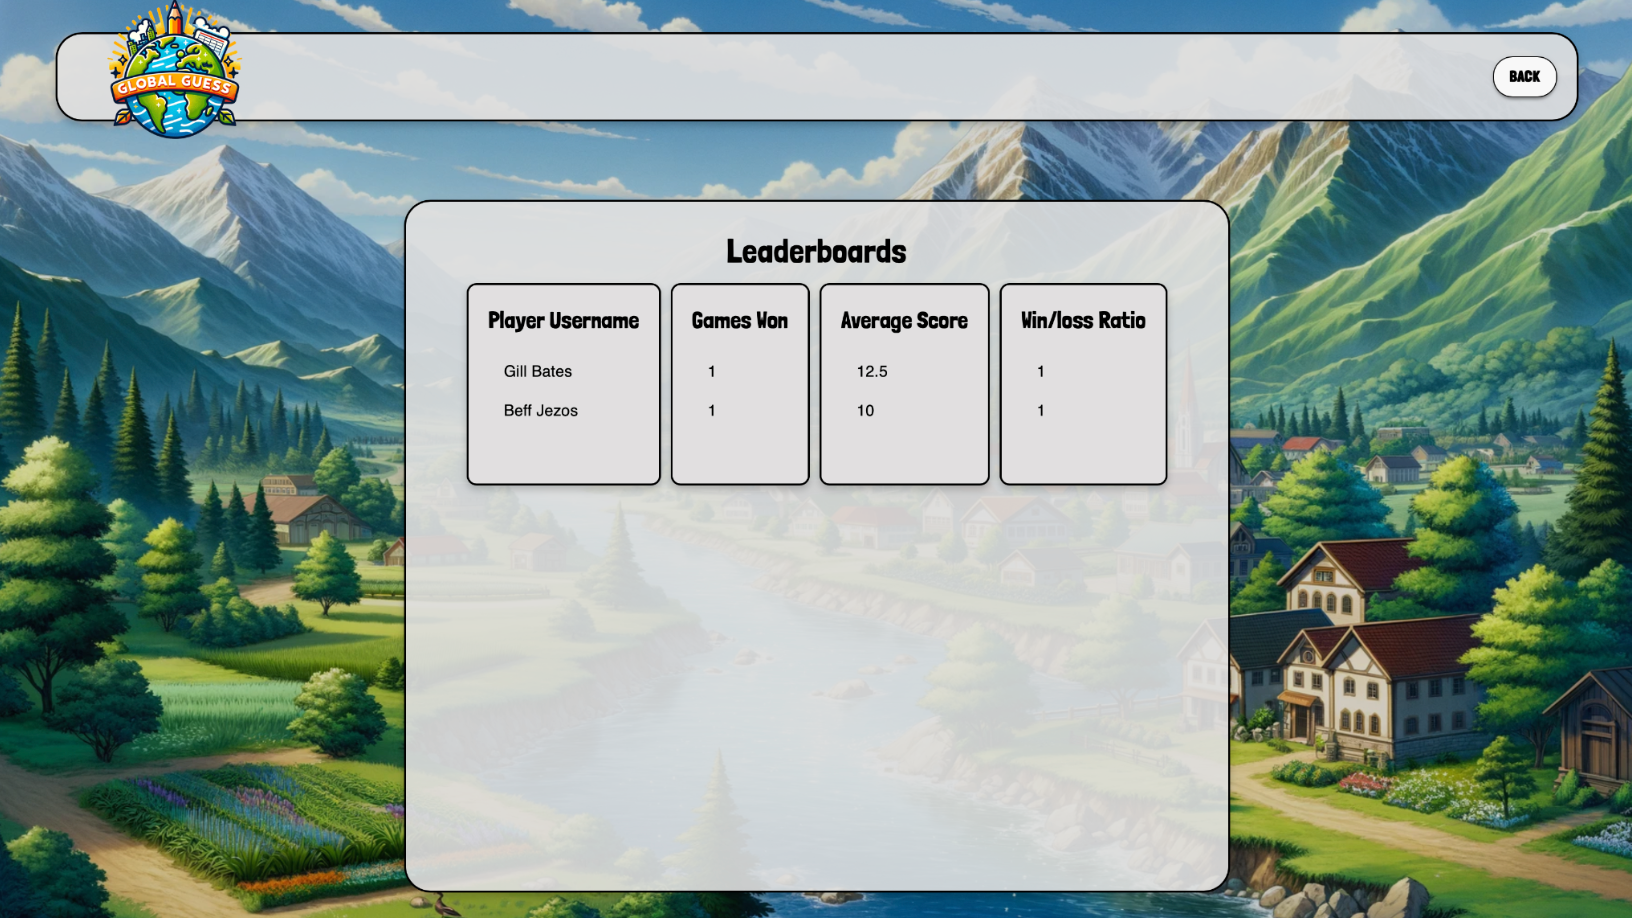 GLOBAL GUESS
BACK
Leaderboards
Player Username Games Won Average Score Win/loss Ratio
Gill Bates 1 12.5 1
Beff Jezos 1 10 1